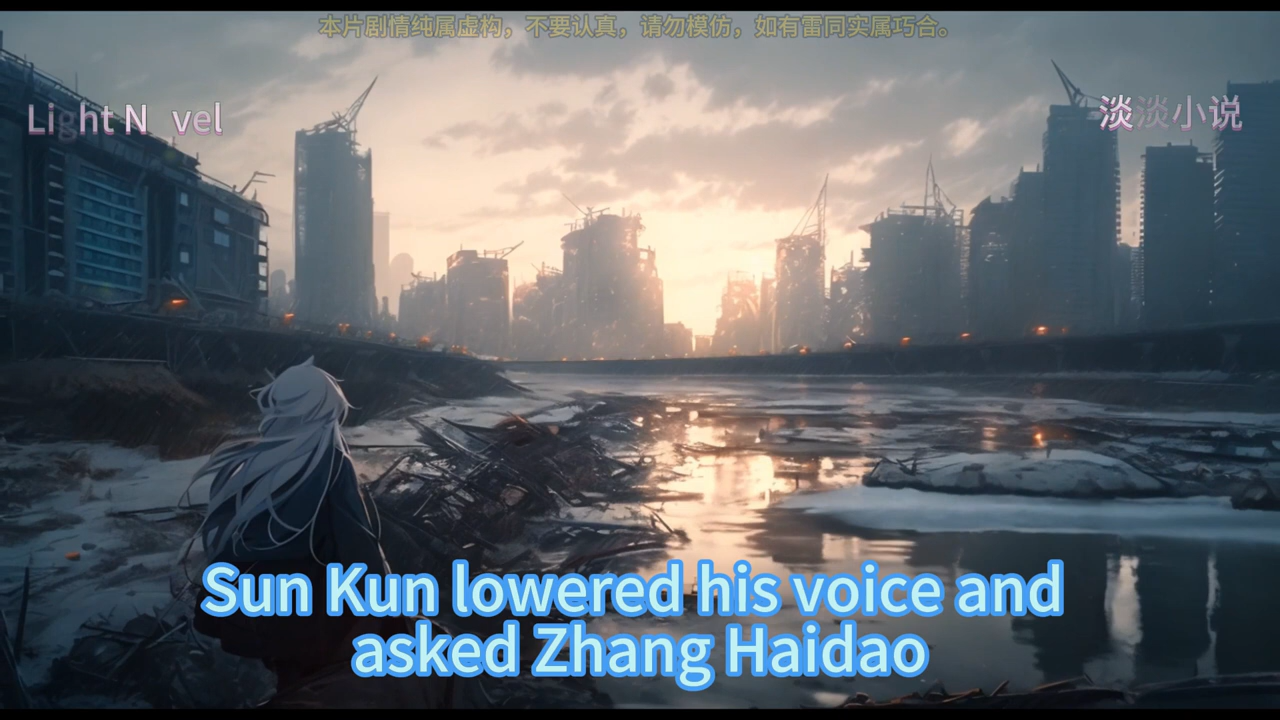 本片剧情纯属虚构，不要认真，请勿模仿，如有雷同实属巧合。
Light N vel
淡淡小说
Sun Kun lowered his voice and
asked Zhang Haidao